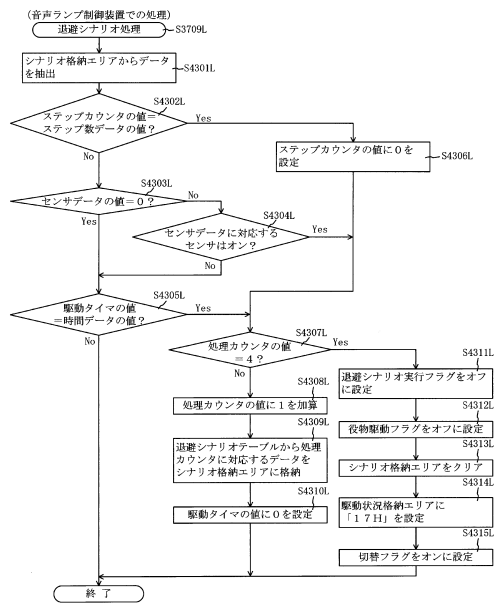 (音声ランプ制御装置での処理)
退避シナリオ処理
S3709L
シナリオ格納エリアからデータ
を抽出
S4301L
S4302L
ステップカウンタの値=
ステップ数データの値?
Yes
No
ステップカウンタの値に0を
設定
S4306L
S4303L
センサデータの値=0?
No
Yes
S4304L
センサデータに対応する
センサはオン?
Yes
No
S4305L
駆動タイマの値
=時間データの値?
Yes
No
S4307L
処理カウンタの値
=4?
Yes
No
S4308L
処理カウンタの値に1を加算
S4309L
退避シナリオテーブルから処理
カウンタに対応するデータを
シナリオ格納エリアに格納
S4310L
駆動タイマの値に0を設定
S4311L
退避シナリオ実行フラグをオフ
に設定
S4312L
役物駆動フラグをオフに設定
S4313L
シナリオ格納エリアをクリア
S4314L
駆動状況格納エリアに
「17H」を設定
S4315L
切替フラグをオンに設定
終了